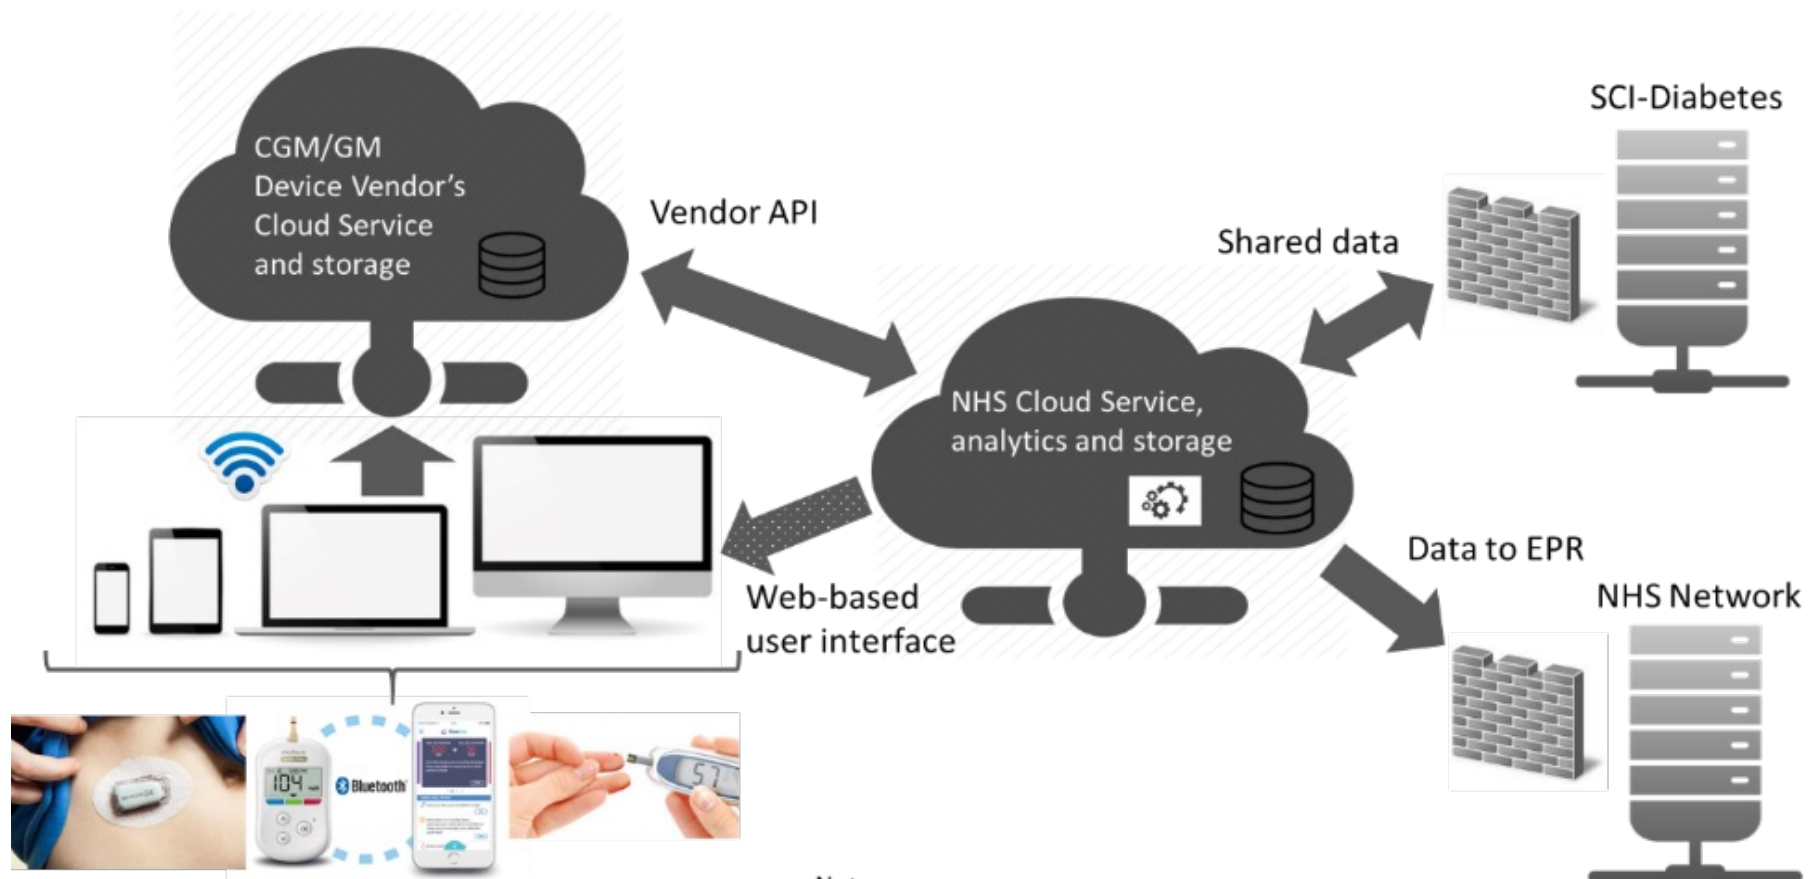 SCI-Diabetes
CGM/GM
Device Vendor's
Cloud Service
and storage
Vendor API
Shared data
NHS Cloud Service,
analytics and storage
Data to EPR
Web-based
user interface
NHS Network
104
Bluetooth
57